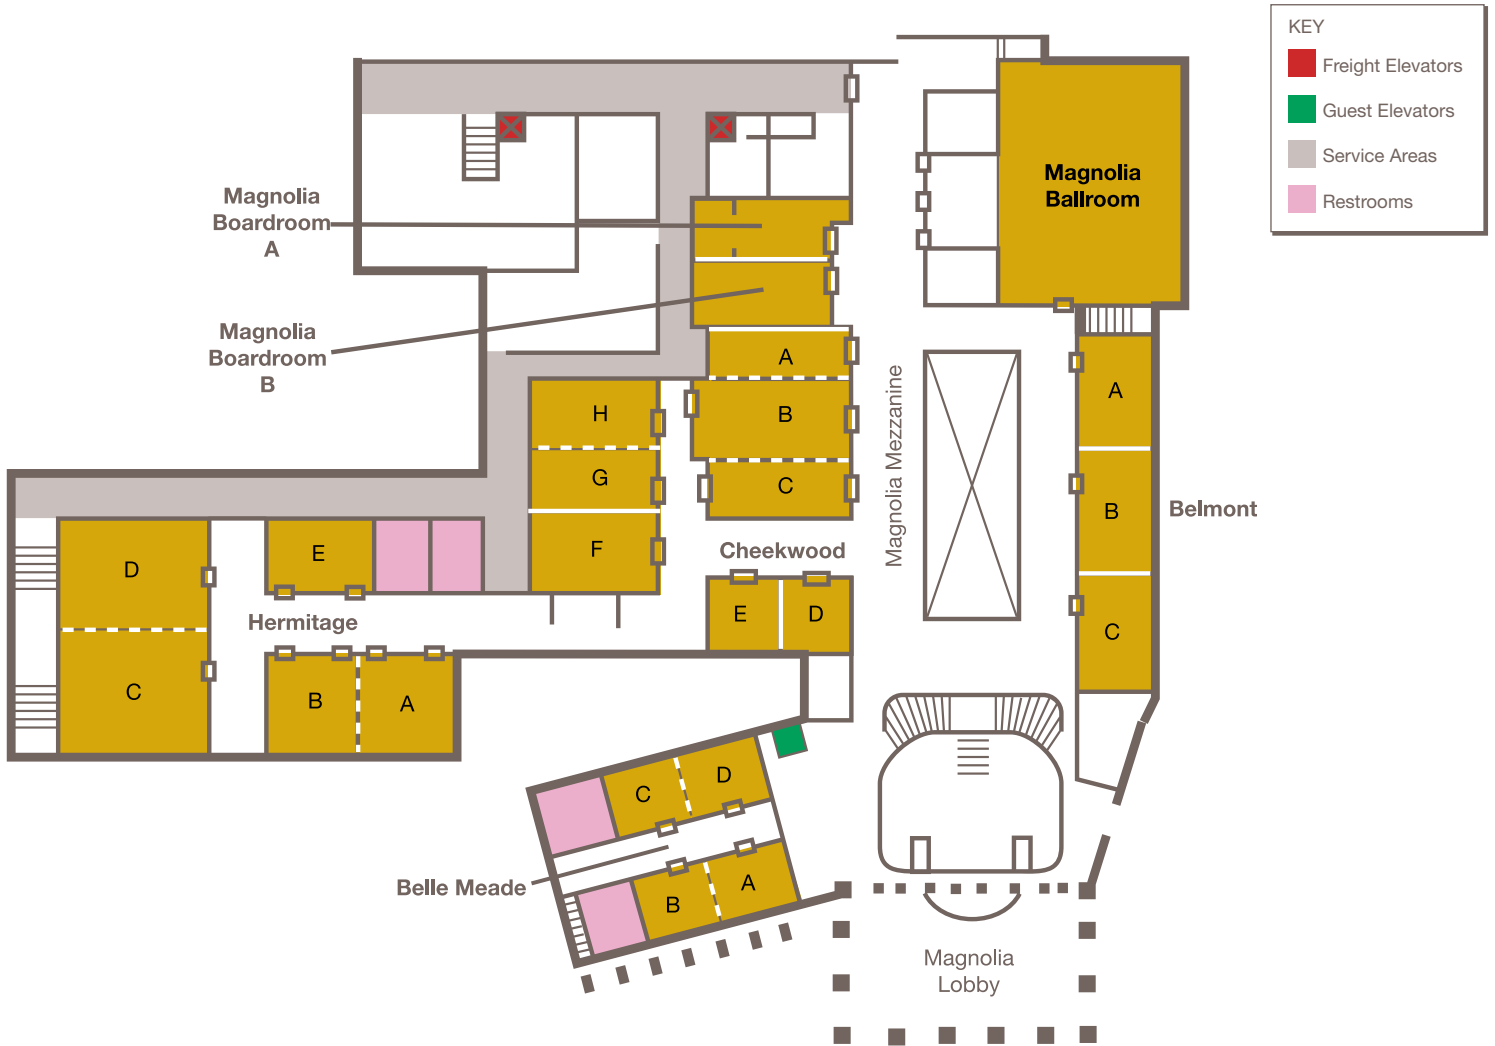 KEY
Freight Elevators
Guest Elevators
Service Areas
Restrooms
Magnolia
Ballroom
Magnolia
Boardroom
A
Magnolia
Boardroom
B
A
B
C
Cheekwood
E
D
H
G
F
E
D
C
Hermitage
B
A
Magnolia Mezzanine
A
B
C
Belmont
C
D
B
A
Belle Meade
Magnolia
Lobby